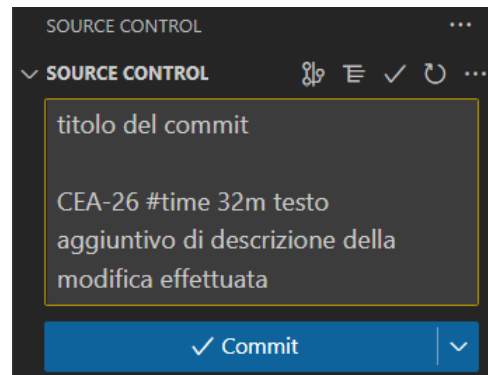 SOURCE CONTROL
SOURCE CONTROL
titolo del commit
CEA-26 #time 32m testo
aggiuntivo di descrizione della
modifica effettuata
Commit